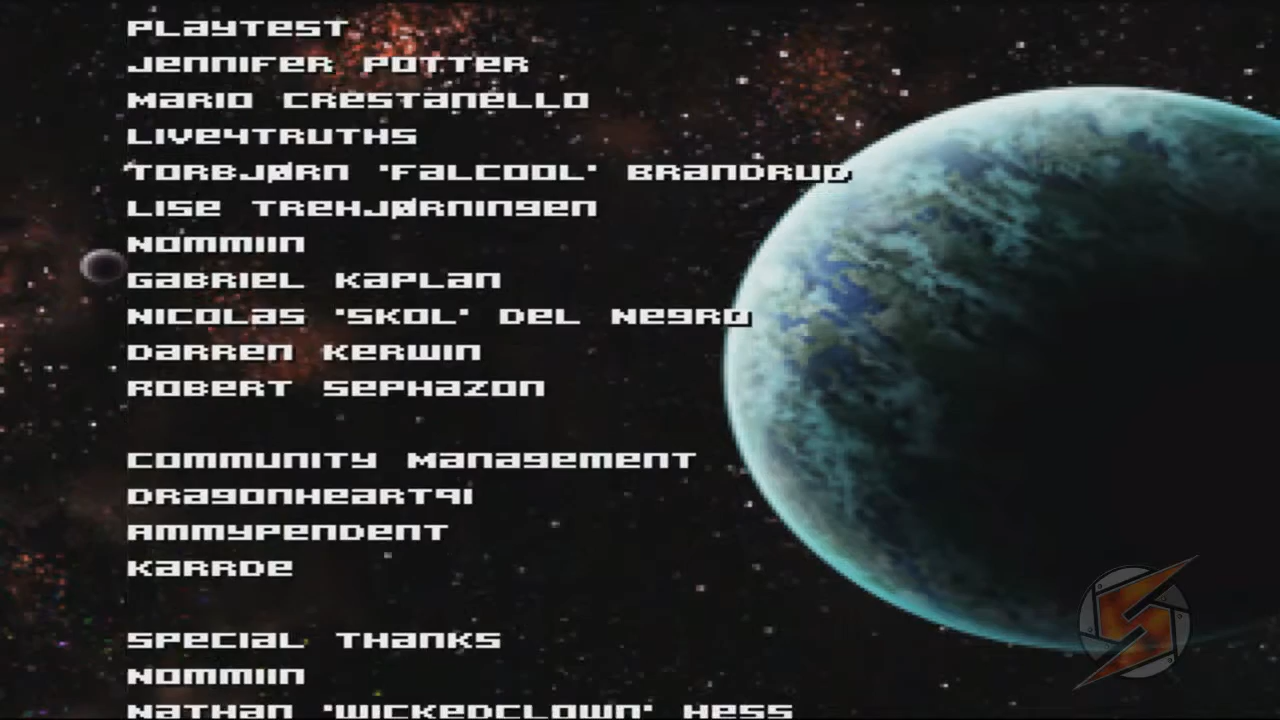 PLAYTEST
JENNIFER POTTER
MARIO CRESTANELLO
LIVE4TRUTHS
TORBJØRN 'FALCOOL' BRANDRUD
LISE TREHJØRNINGEN
NOMMIIN
GABRIEL KAPLAN
NICOLAS 'SKOL' DEL NEGRO
DARREN KERWIN
ROBERT SEPHAZON
COMMUNITY MANAGEMENT
DRAGONHEART91
AMMYPENDENT
KARRDE
SPECIAL THANKS
NOMMIIN
NATHAN 'WICKEDCLOWN' HESS